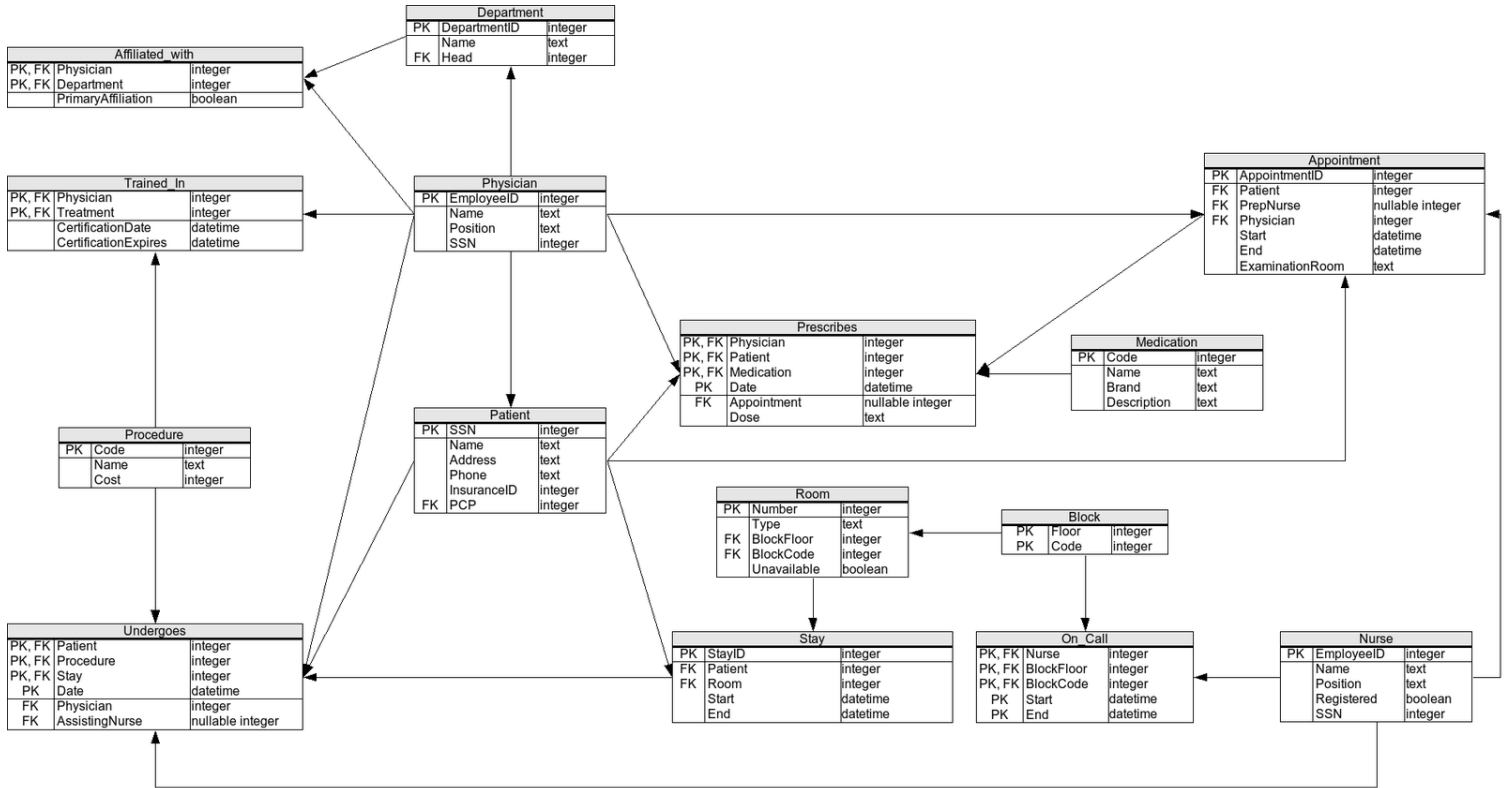 Department
PK DepartmentID integer
Name text
FK Head integer
Affiliated_with
PK, FK Physician integer
PK, FK Department integer
PrimaryAffiliation boolean
Trained_In
PK, FK Physician integer
PK, FK Treatment integer
CertificationDate datetime
CertificationExpires datetime
Physician
PK EmployeeID integer
Name text
Position text
SSN integer
Appointment
PK AppointmentID integer
FK Patient integer
FK PrepNurse nullable integer
FK Physician integer
Start datetime
End datetime
ExaminationRoom text
Prescribes
PK, FK Physician integer
PK, FK Patient integer
PK, FK Medication integer
PK Date datetime
FK Appointment nullable integer
Dose text
Medication
PK Code integer
Name text
Brand text
Description text
Procedure
PK Code integer
Name text
Cost integer
Patient
PK SSN integer
Name text
Address text
Phone text
InsuranceID integer
FK PCP integer
Room
PK Number integer
Type text
FK BlockFloor integer
FK BlockCode integer
Unavailable boolean
Block
PK Floor integer
PK Code integer
Undergoes
PK, FK Patient integer
PK, FK Procedure integer
PK, FK Stay integer
PK Date datetime
FK Physician integer
FK AssistingNurse nullable integer
Stay
PK StayID integer
FK Patient integer
FK Room integer
Start datetime
End datetime
On_Call
PK, FK Nurse integer
PK, FK BlockFloor integer
PK, FK BlockCode integer
PK Start datetime
PK End datetime
Nurse
PK EmployeeID integer
Name text
Position text
Registered boolean
SSN integer